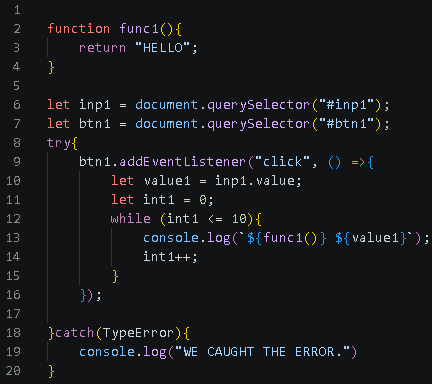 1
2 function func1(){
3     return "HELLO";
4 }
5
6 let inp1 = document.querySelector("#inp1");
7 let btn1 = document.querySelector("#btn1");
8 try{
9     btn1.addEventListener("click", () =>{
10         let value1 = inp1.value;
11         let int1 = 0;
12         while (int1 <= 10){
13             console.log(`${func1()} ${value1}`);
14             int1++;
15         }
16     });
17
18 }catch(TypeError){
19     console.log("WE CAUGHT THE ERROR.")
20 }